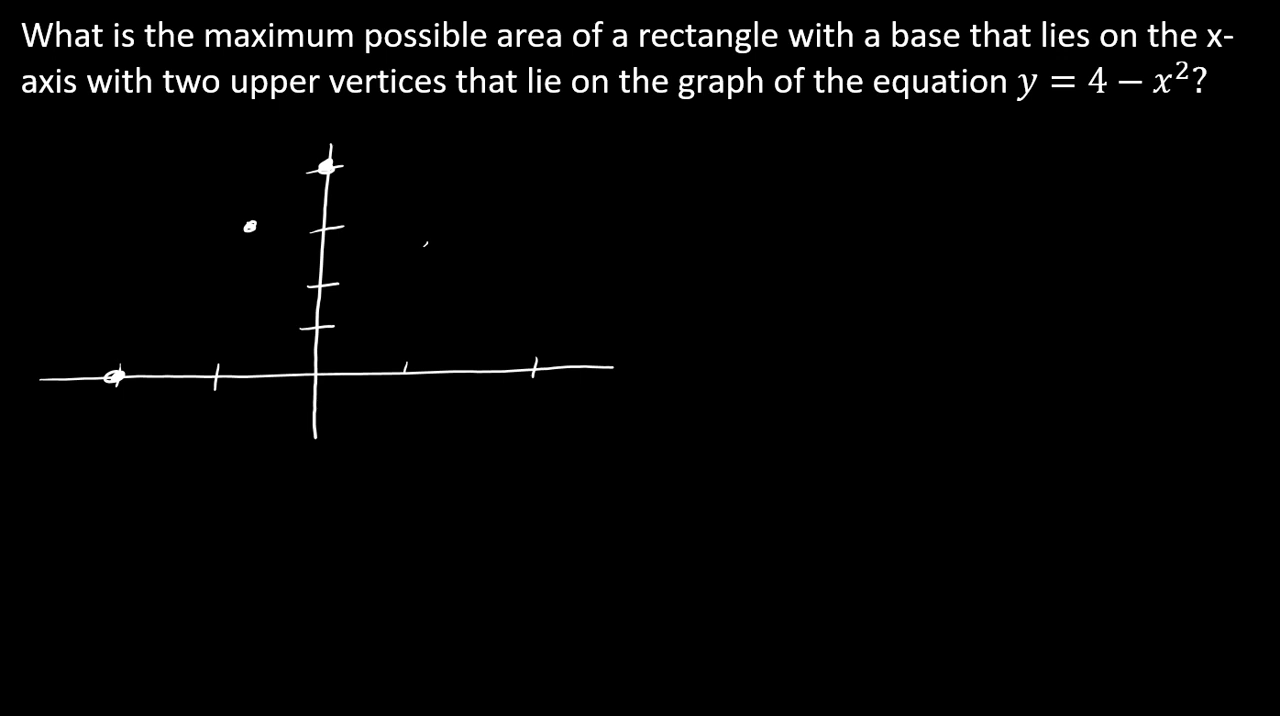 What is the maximum possible area of a rectangle with a base that lies on the x-
axis with two upper vertices that lie on the graph of the equation y = 4 − x²?